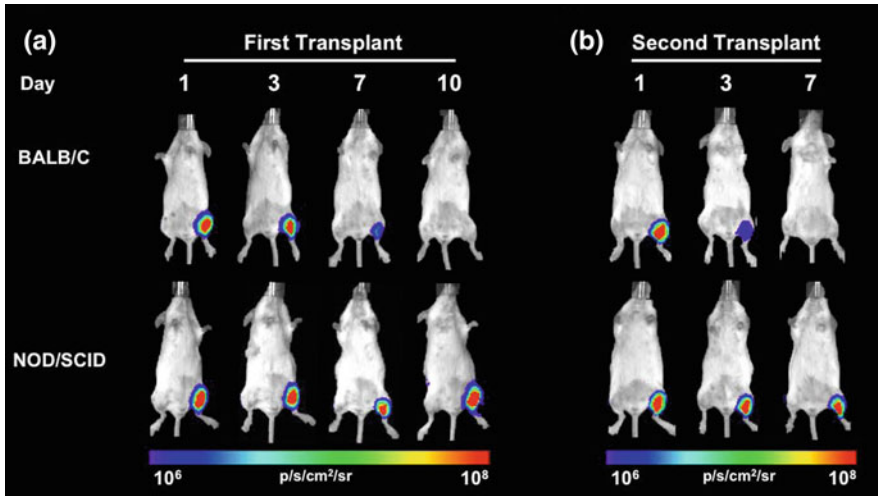 (a) First Transplant
Day 1 3 7 10
BALB/C
NOD/SCID
10⁶ p/s/cm²/sr 10⁸
(b) Second Transplant
1 3 7
10⁶ p/s/cm²/sr 10⁸